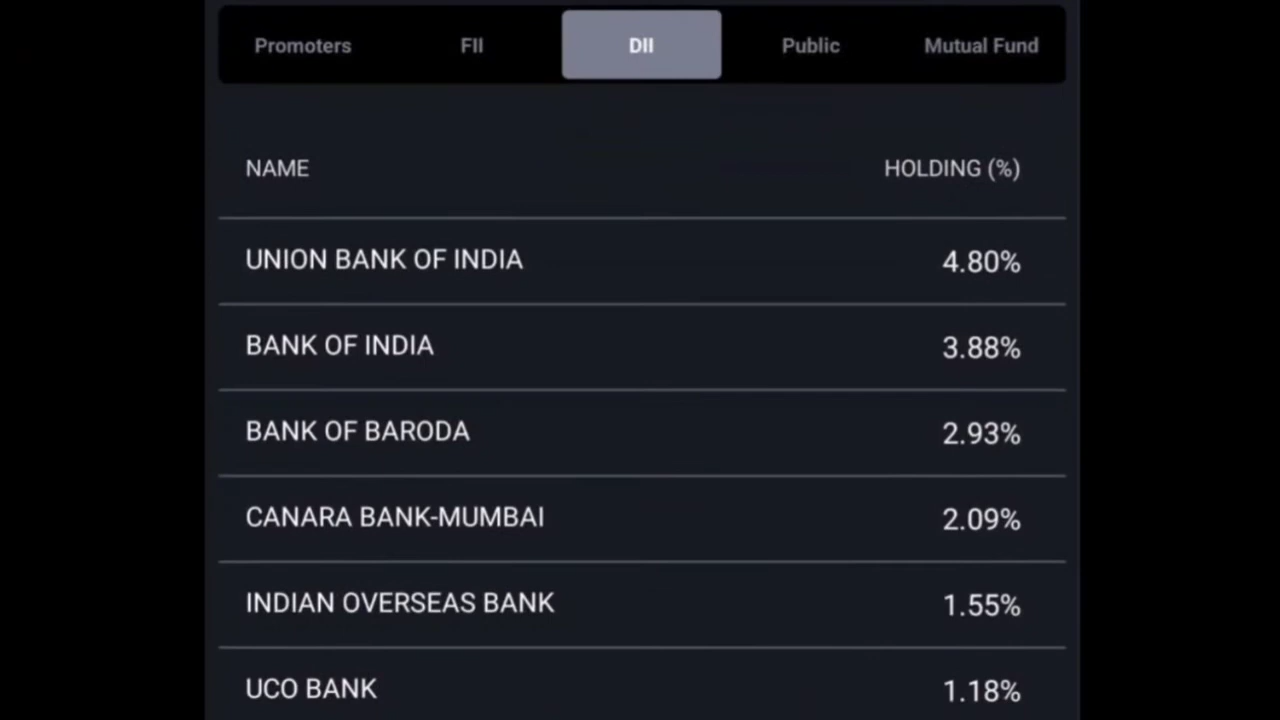 Promoters FII DII Public Mutual Fund
NAME HOLDING (%)
UNION BANK OF INDIA 4.80%
BANK OF INDIA 3.88%
BANK OF BARODA 2.93%
CANARA BANK-MUMBAI 2.09%
INDIAN OVERSEAS BANK 1.55%
UCO BANK 1.18%